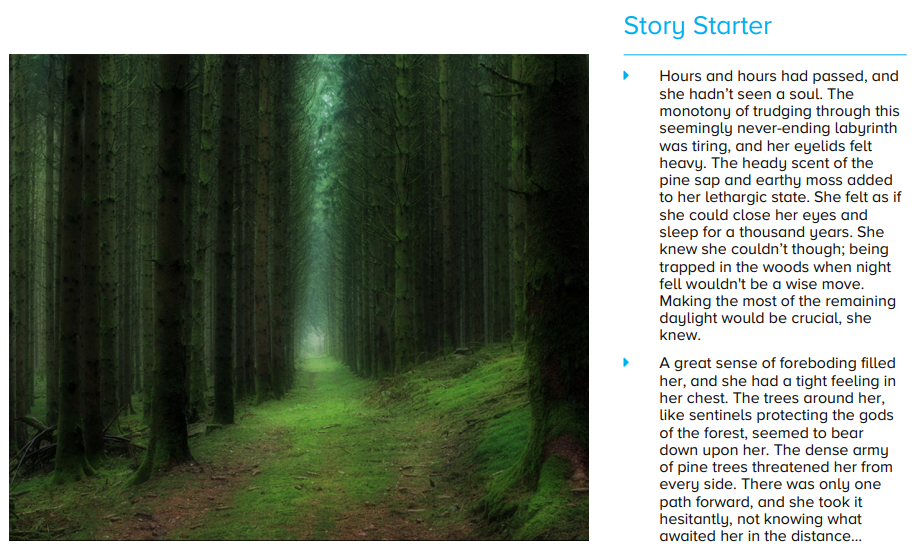 Story Starter
Hours and hours had passed, and
she hadn't seen a soul. The
monotony of trudging through this
seemingly never-ending labyrinth
was tiring, and her eyelids felt
heavy. The heady scent of the
pine sap and earthy moss added
to her lethargic state. She felt as if
she could close her eyes and
sleep for a thousand years. She
knew she couldn't though; being
trapped in the woods when night
fell wouldn't be a wise move.
Making the most of the remaining
daylight would be crucial, she
knew.
A great sense of foreboding filled
her, and she had a tight feeling in
her chest. The trees around her,
like sentinels protecting the gods
of the forest, seemed to bear
down upon her. The dense army
of pine trees threatened her from
every side. There was only one
path forward, and she took it
hesitantly, not knowing what
awaited her in the distance...